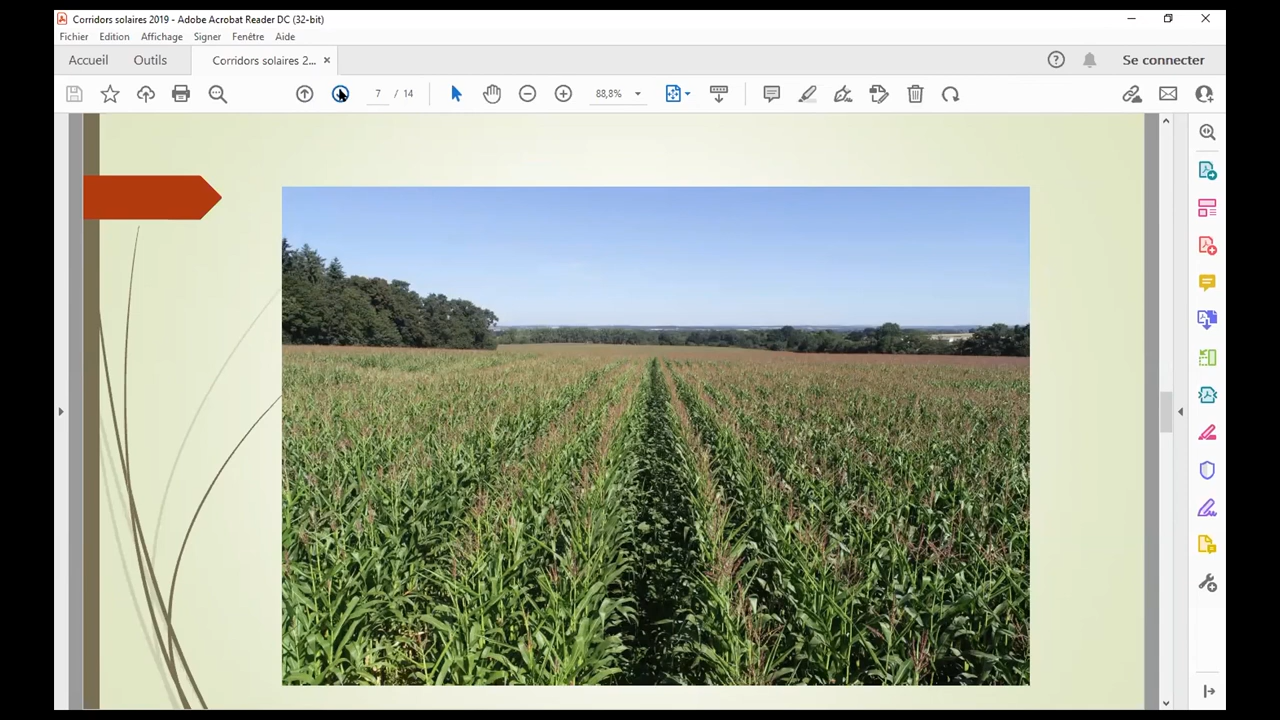 Corridors solaires 2019 - Adobe Acrobat Reader DC (32-bit)
Fichier Edition Affichage Signer Fenêtre Aide
Accueil Outils Corridors solaires 2... Se connecter
7 / 14 88,8%